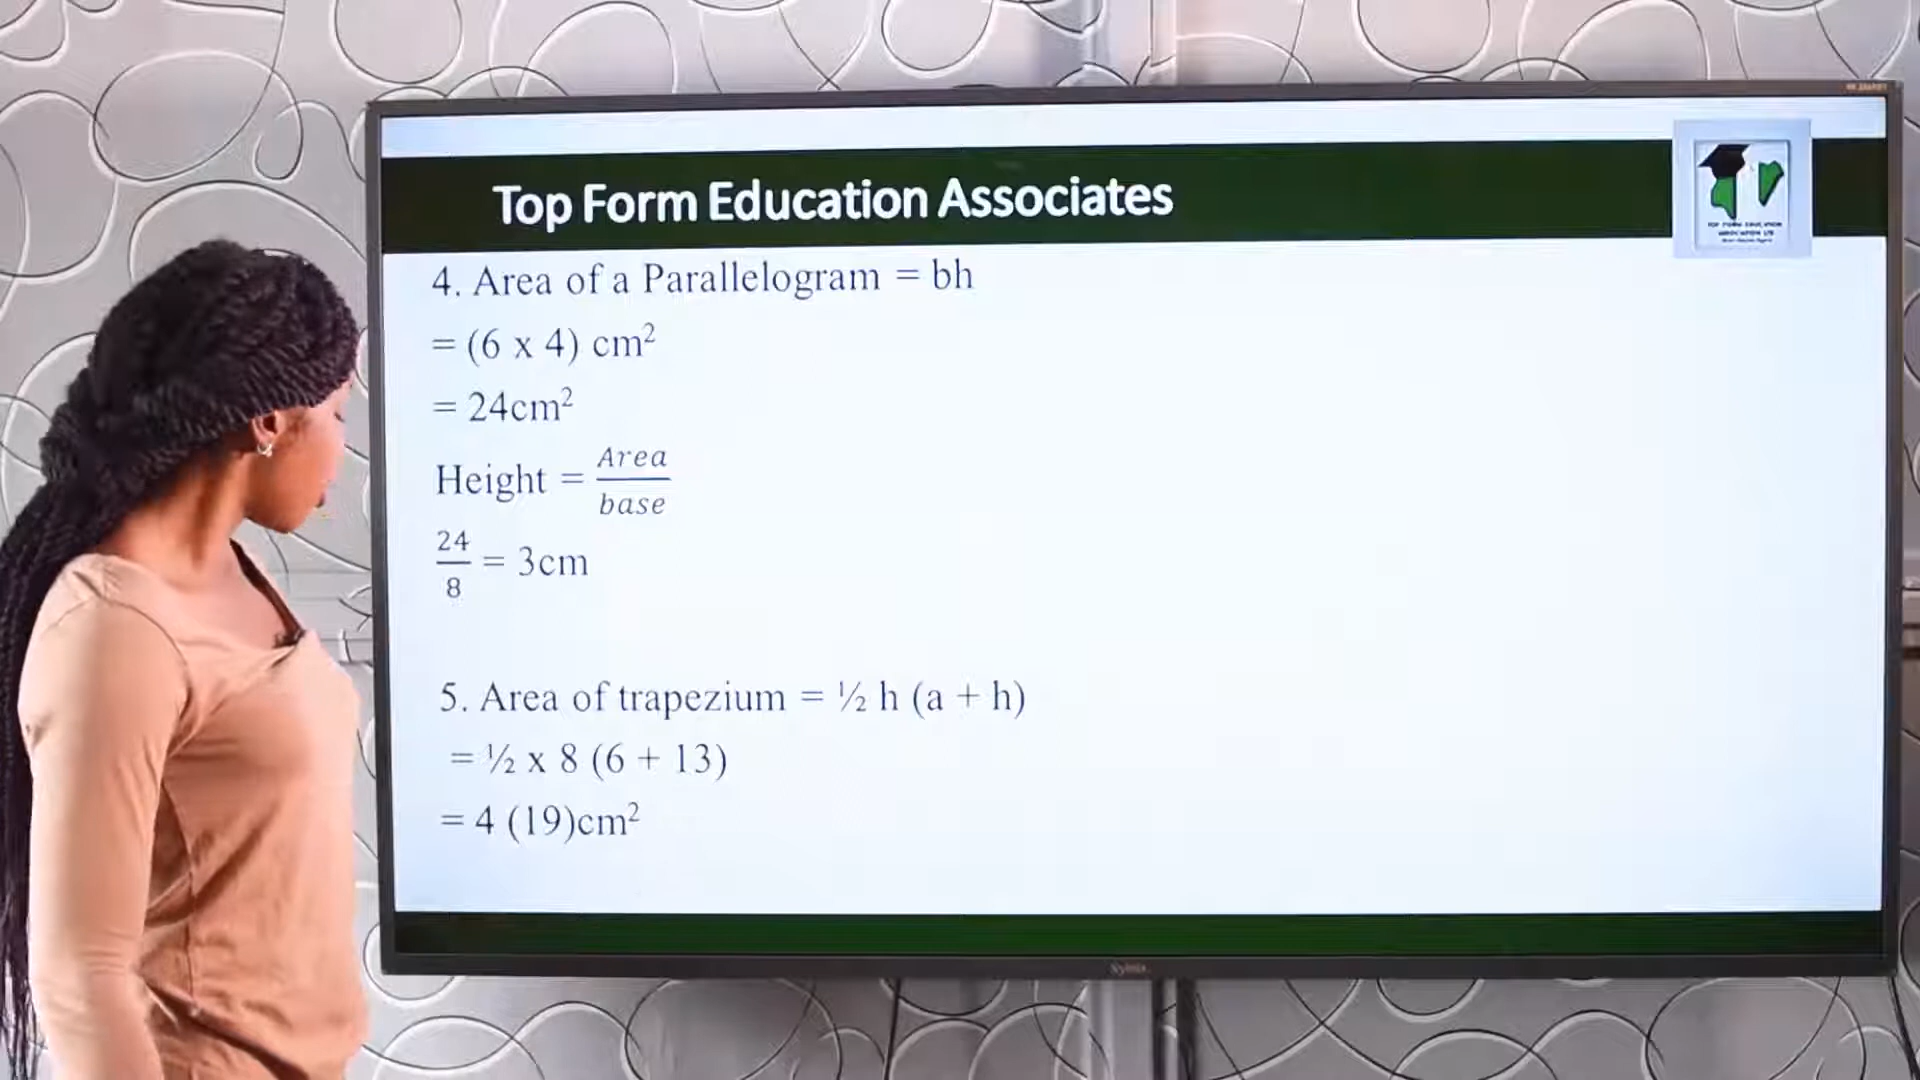 Top Form Education Associates
4. Area of a Parallelogram = bh
= (6 x 4) cm²
= 24cm²
Height = Area/base
24/8 = 3cm
5. Area of trapezium = ½ h (a + h)
= ½ x 8 (6 + 13)
= 4 (19)cm²